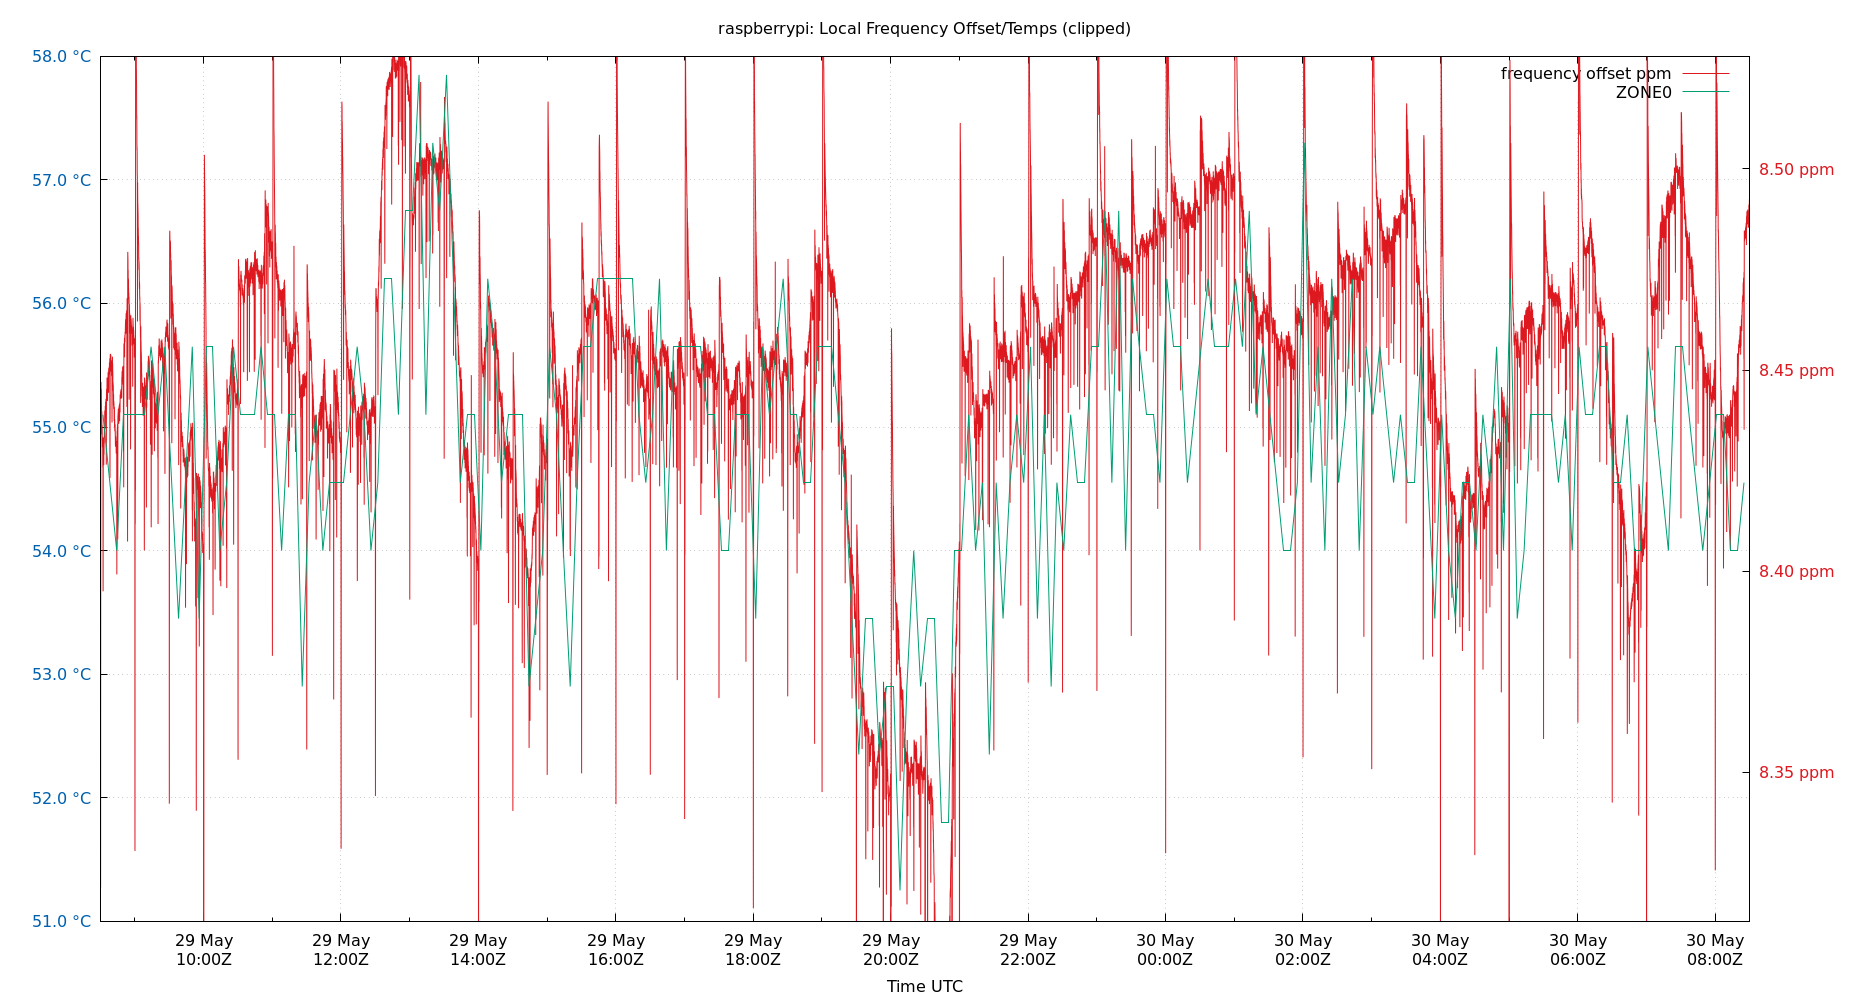 raspberrypi: Local Frequency Offset/Temps (clipped)
frequency offset ppm
ZONE0
58.0 °C
57.0 °C
56.0 °C
55.0 °C
54.0 °C
53.0 °C
52.0 °C
51.0 °C
8.50 ppm
8.45 ppm
8.40 ppm
8.35 ppm
29 May 29 May 29 May 29 May 29 May 29 May 29 May 30 May 30 May 30 May 30 May 30 May
10:00Z 12:00Z 14:00Z 16:00Z 18:00Z 20:00Z 22:00Z 00:00Z 02:00Z 04:00Z 06:00Z 08:00Z
Time UTC